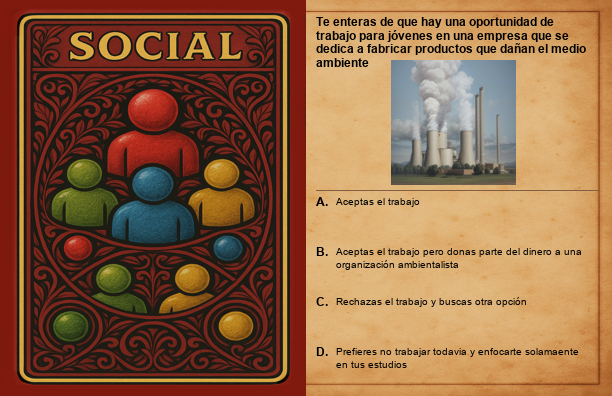 SOCIAL
Te enteras de que hay una oportunidad de
trabajo para jóvenes en una empresa que se
dedica a fabricar productos que dañan el medio
ambiente
A. Aceptas el trabajo
B. Aceptas el trabajo pero donas parte del dinero a una
organización ambientalista
C. Rechazas el trabajo y buscas otra opción
D. Prefieres no trabajar todavia y enfocarte solamaente
en tus estudios